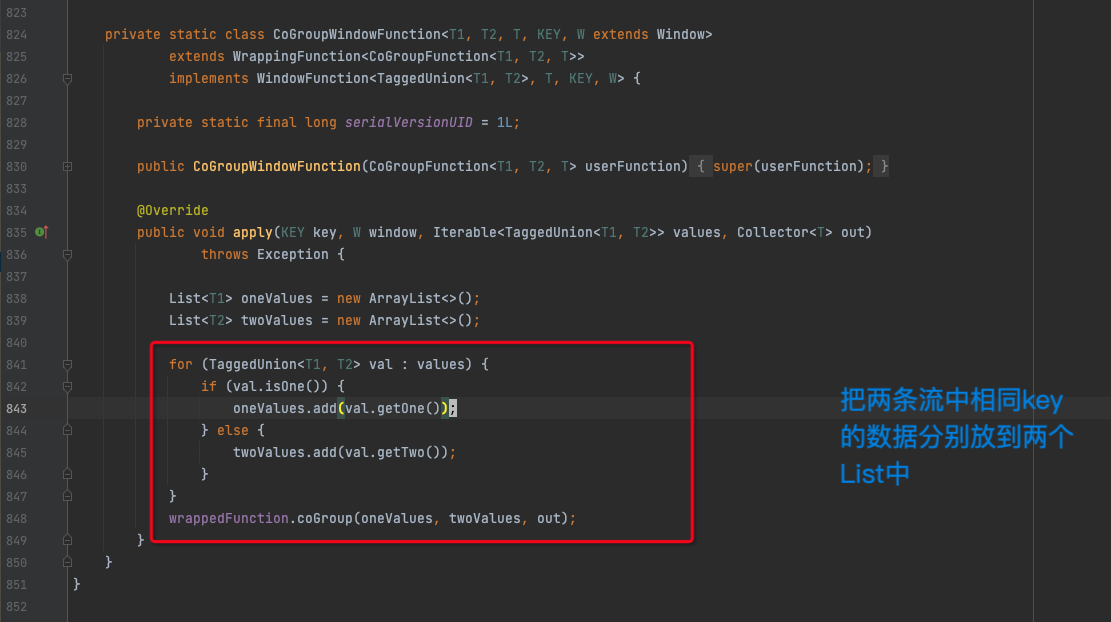 823
824 private static class CoGroupWindowFunction<T1, T2, T, KEY, W extends Window>
825 extends WrappingFunction<CoGroupFunction<T1, T2, T>>
826 implements WindowFunction<TaggedUnion<T1, T2>, T, KEY, W> {
827
828 private static final long serialVersionUID = 1L;
829
830 public CoGroupWindowFunction(CoGroupFunction<T1, T2, T> userFunction) { super(userFunction); }
833
834 @Override
835 public void apply(KEY key, W window, Iterable<TaggedUnion<T1, T2>> values, Collector<T> out)
836 throws Exception {
837
838 List<T1> oneValues = new ArrayList<>();
839 List<T2> twoValues = new ArrayList<>();
840
841 for (TaggedUnion<T1, T2> val : values) {
842 if (val.isOne()) {
843 oneValues.add(val.getOne());
844 } else {
845 twoValues.add(val.getTwo());
846 }
847 }
848 wrappedFunction.coGroup(oneValues, twoValues, out);
849 }
850 }
851 }
852
把两条流中相同key
的数据分别放到两个
List中